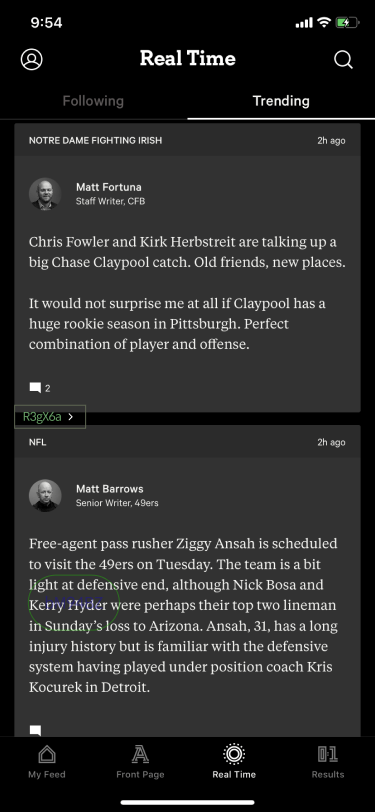 9:54
Real Time
Following
Trending
NOTRE DAME FIGHTING IRISH 2h ago
Matt Fortuna
Staff Writer, CFB
Chris Fowler and Kirk Herbstreit are talking up a
big Chase Claypool catch. Old friends, new places.
It would not surprise me at all if Claypool has a
huge rookie season in Pittsburgh. Perfect
combination of player and offense.
2
R3gX6a >
NFL 2h ago
Matt Barrows
Senior Writer, 49ers
Free-agent pass rusher Ziggy Ansah is scheduled
to visit the 49ers on Tuesday. The team is a bit
light at defensive end, although Nick Bosa and
Kerry Hyder were perhaps their top two lineman
in Sunday's loss to Arizona. Ansah, 31, has a long
injury history but is familiar with the defensive
system having played under position coach Kris
Kocurek in Detroit.
My Feed
Front Page
Real Time
Results